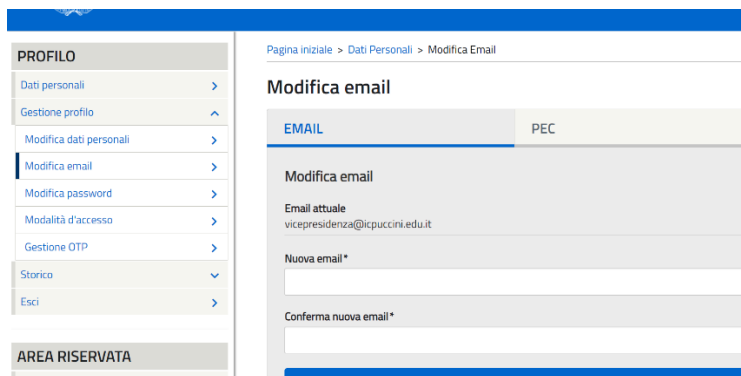 PROFILO
Dati personali
Gestione profilo
Modifica dati personali
Modifica email
Modifica password
Modalità d'accesso
Gestione OTP
Storico
Esci
AREA RISERVATA
Pagina iniziale > Dati Personali > Modifica Email
Modifica email
EMAIL
PEC
Modifica email
Email attuale
vicepresidenza@icpuccini.edu.it
Nuova email*
Conferma nuova email*